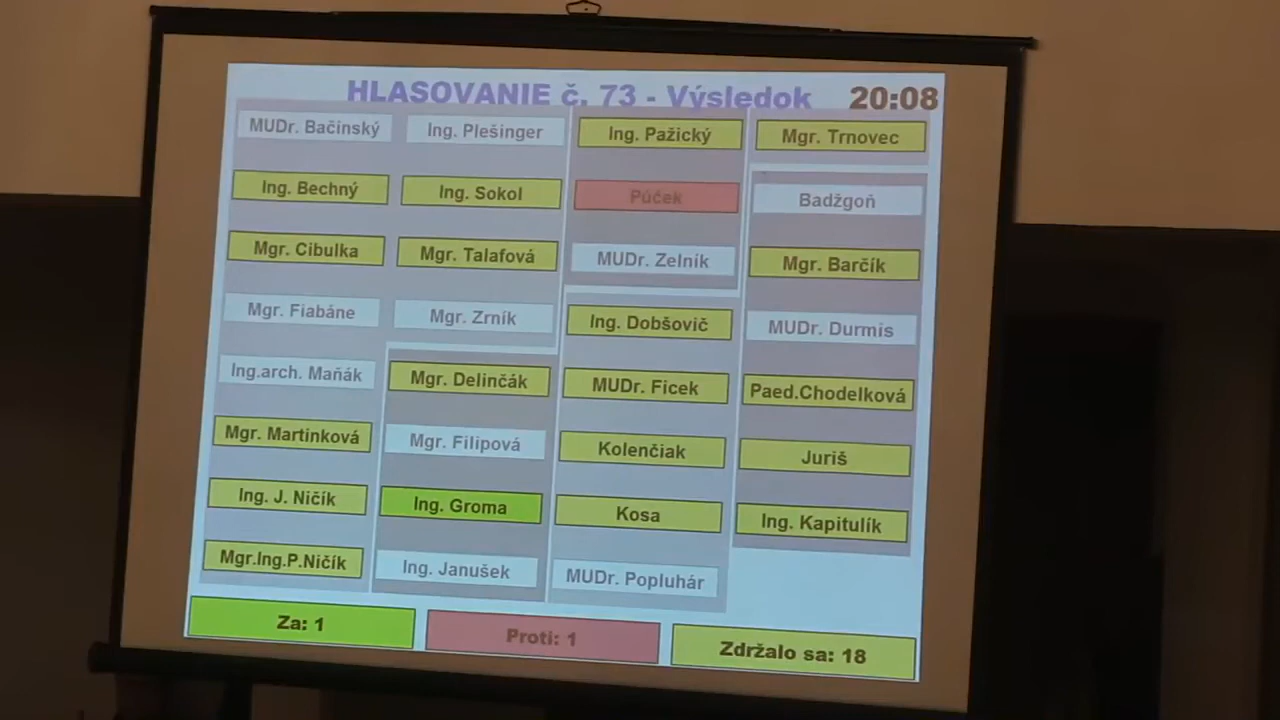 HLASOVANIE č. 73 - Výsledok 20:08
MUDr. Bačinský
Ing. Bechný
Mgr. Cibulka
Mgr. Fiabáne
Ing.arch. Maňák
Mgr. Martinková
Ing. J. Ničík
Mgr.Ing.P.Ničík
Ing. Plešinger
Ing. Sokol
Mgr. Talafová
Mgr. Zrník
Mgr. Delinčák
Mgr. Filipová
Ing. Groma
Ing. Janušek
Ing. Pažický
Púček
MUDr. Zelník
Ing. Dobšovič
MUDr. Ficek
Kolenčiak
Kosa
MUDr. Popluhár
Mgr. Trnovec
Badžgoň
Mgr. Barčík
MUDr. Durmis
Paed.Chodelková
Juriš
Ing. Kapitulík
Za: 1
Proti: 1
Zdržalo sa: 18